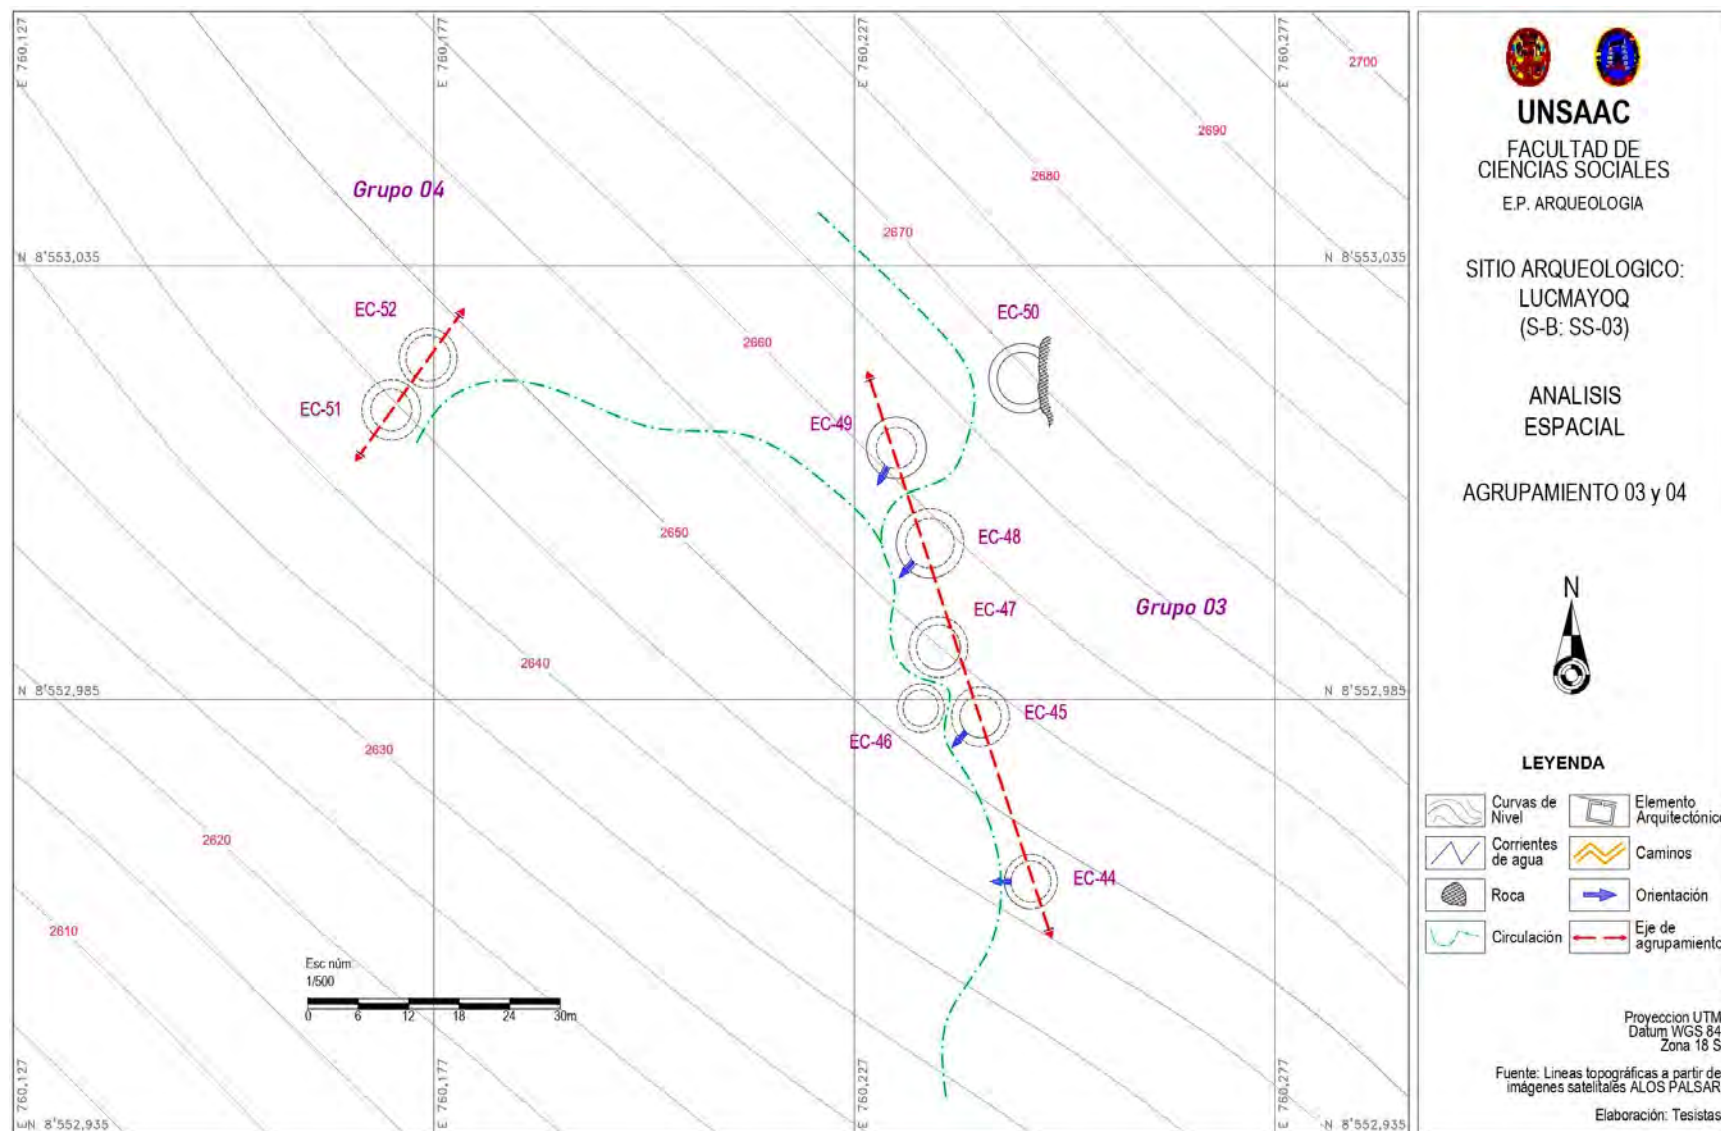 E 760,127
E 760,177
E 760,227
E 760,277
2700
2690
2680
Grupo 04
2670
N 8'553,035
N 8'553,035
EC-52
EC-50
2660
EC-51
EC-49
2650
EC-48
EC-47
Grupo 03
2640
N 8'552,985
N 8'552,985
EC-45
EC-46
2630
2620
EC-44
2610
Esc núm:
1/500
0 6 12 18 24 30m
E 760,127
E 760,177
E 760,227
E 760,277
N 8'552,935
N 8'552,935
UNSAAC
FACULTAD DE
CIENCIAS SOCIALES
E.P. ARQUEOLOGIA
SITIO ARQUEOLOGICO:
LUCMAYOQ
(S-B: SS-03)
ANALISIS
ESPACIAL
AGRUPAMIENTO 03 y 04
N
LEYENDA
Curvas de
Nivel
Elemento
Arquitectónico
Corrientes
de agua
Caminos
Roca
Orientación
Circulación
Eje de
agrupamiento
Proyeccion UTM
Datum WGS 84
Zona 18 S
Fuente: Lineas topográficas a partir de
imágenes satelitales ALOS PALSAR
Elaboración: Tesistas